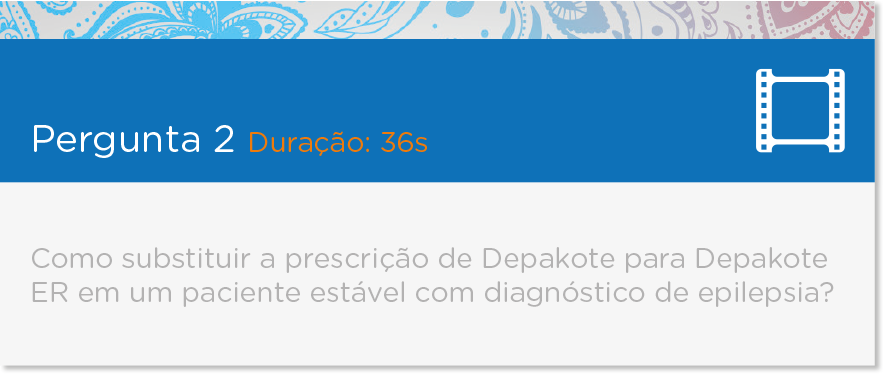 Pergunta 2 Duração: 36s
Como substituir a prescrição de Depakote para Depakote
ER em um paciente estável com diagnóstico de epilepsia?